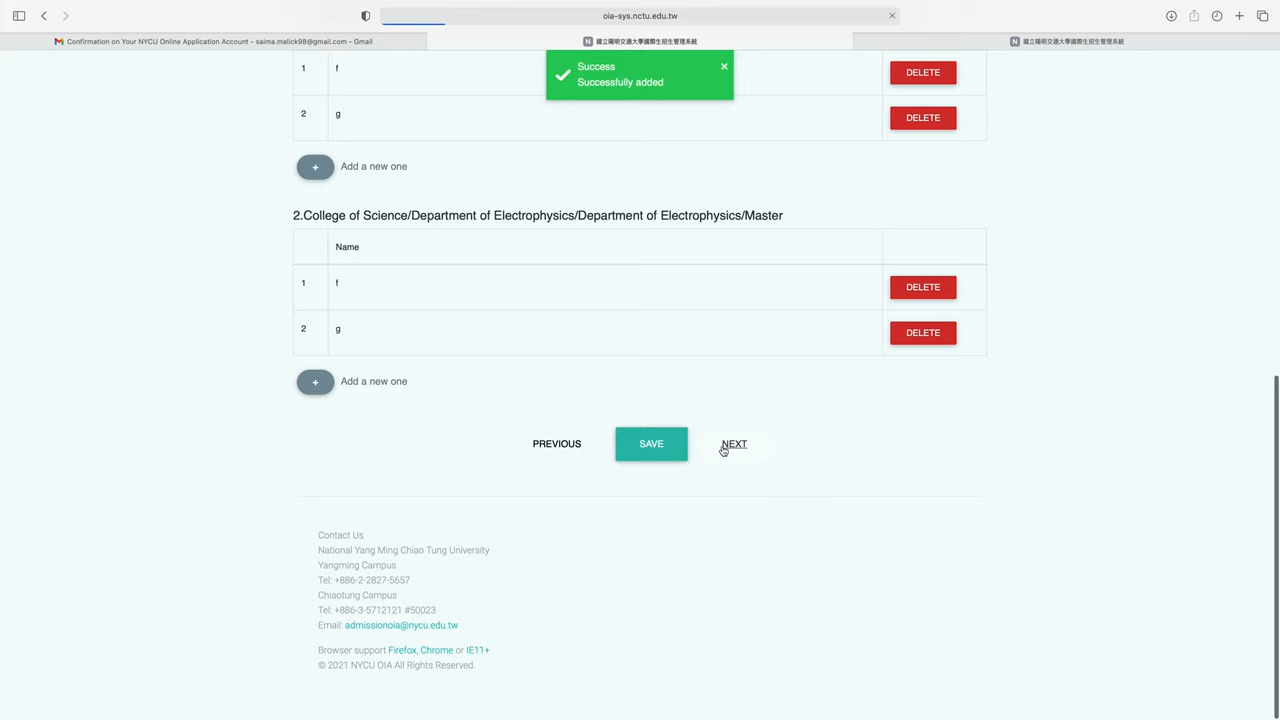 oia-sys.nctu.edu.tw
Confirmation on Your NYCU Online Application Account - saima.malick98@gmail.com - Gmail
N 國立陽明交通大學國際生招生管理系統
N 國立陽明交通大學國際生招生管理系統
Success
Successfully added
1 f DELETE
2 g DELETE
+ Add a new one
2.College of Science/Department of Electrophysics/Department of Electrophysics/Master
Name
1 f DELETE
2 g DELETE
+ Add a new one
PREVIOUS SAVE NEXT
Contact Us
National Yang Ming Chiao Tung University
Yangming Campus
Tel: +886-2-2827-5657
Chiaotung Campus
Tel: +886-3-5712121 #50023
Email: admissionoia@nycu.edu.tw
Browser support Firefox, Chrome or IE11+
© 2021 NYCU OIA All Rights Reserved.